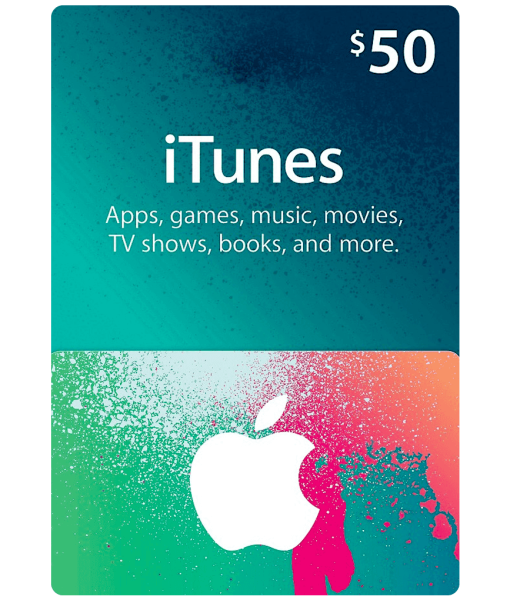 $50
iTunes
Apps, games, music, movies,
TV shows, books, and more.